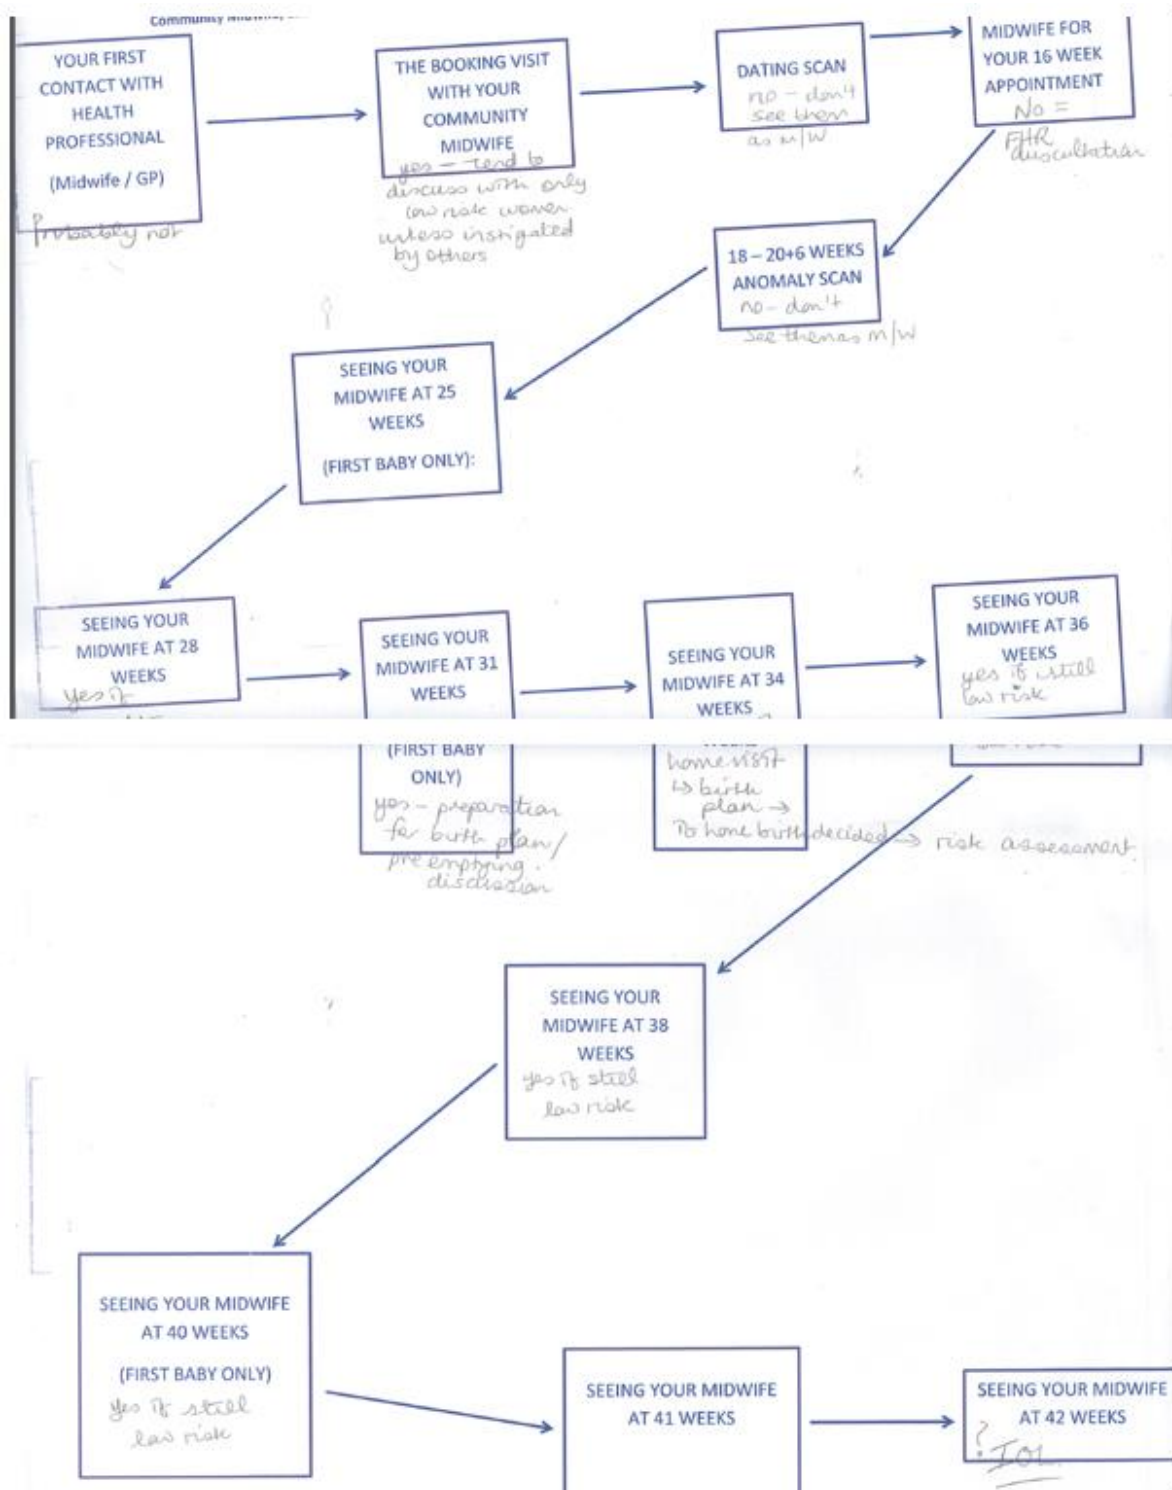 Community Midwife,
YOUR FIRST
CONTACT WITH
HEALTH
PROFESSIONAL
(Midwife / GP)
Probably not
THE BOOKING VISIT
WITH YOUR
COMMUNITY
MIDWIFE
yes – tend to
discuss with only
low risk women
unless instigated
by others
DATING SCAN
no – don't
see them
as M/W
MIDWIFE FOR
YOUR 16 WEEK
APPOINTMENT
No =
FHR
auscultation
18 – 20+6 WEEKS
ANOMALY SCAN
no – don't
see them as M/W
SEEING YOUR
MIDWIFE AT 25
WEEKS
(FIRST BABY ONLY):
SEEING YOUR
MIDWIFE AT 28
WEEKS
yes if
SEEING YOUR
MIDWIFE AT 31
WEEKS
SEEING YOUR
MIDWIFE AT 34
WEEKS
SEEING YOUR
MIDWIFE AT 36
WEEKS
yes if still
low risk
(FIRST BABY
ONLY)
yes – preparation
for birth plan/
pre emptying
discussion
home visit
↳ birth
plan →
home birth decided → risk assessment.
SEEING YOUR
MIDWIFE AT 38
WEEKS
yes if still
low risk
SEEING YOUR MIDWIFE
AT 40 WEEKS
(FIRST BABY ONLY)
yes if still
low risk
SEEING YOUR MIDWIFE
AT 41 WEEKS
SEEING YOUR MIDWIFE
AT 42 WEEKS
? IOL